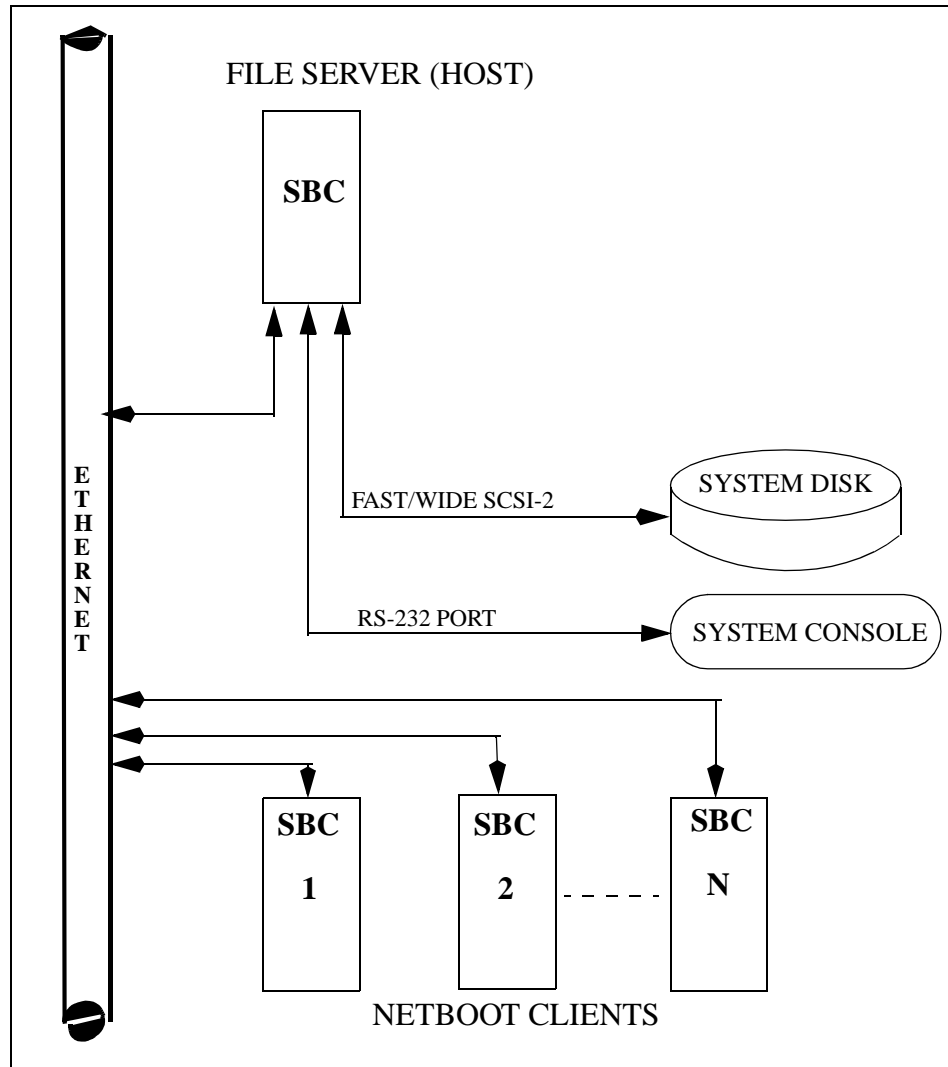 FILE SERVER (HOST)
SBC
ETHERNET
FAST/WIDE SCSI-2
SYSTEM DISK
RS-232 PORT
SYSTEM CONSOLE
SBC
1
SBC
2
SBC
N
NETBOOT CLIENTS